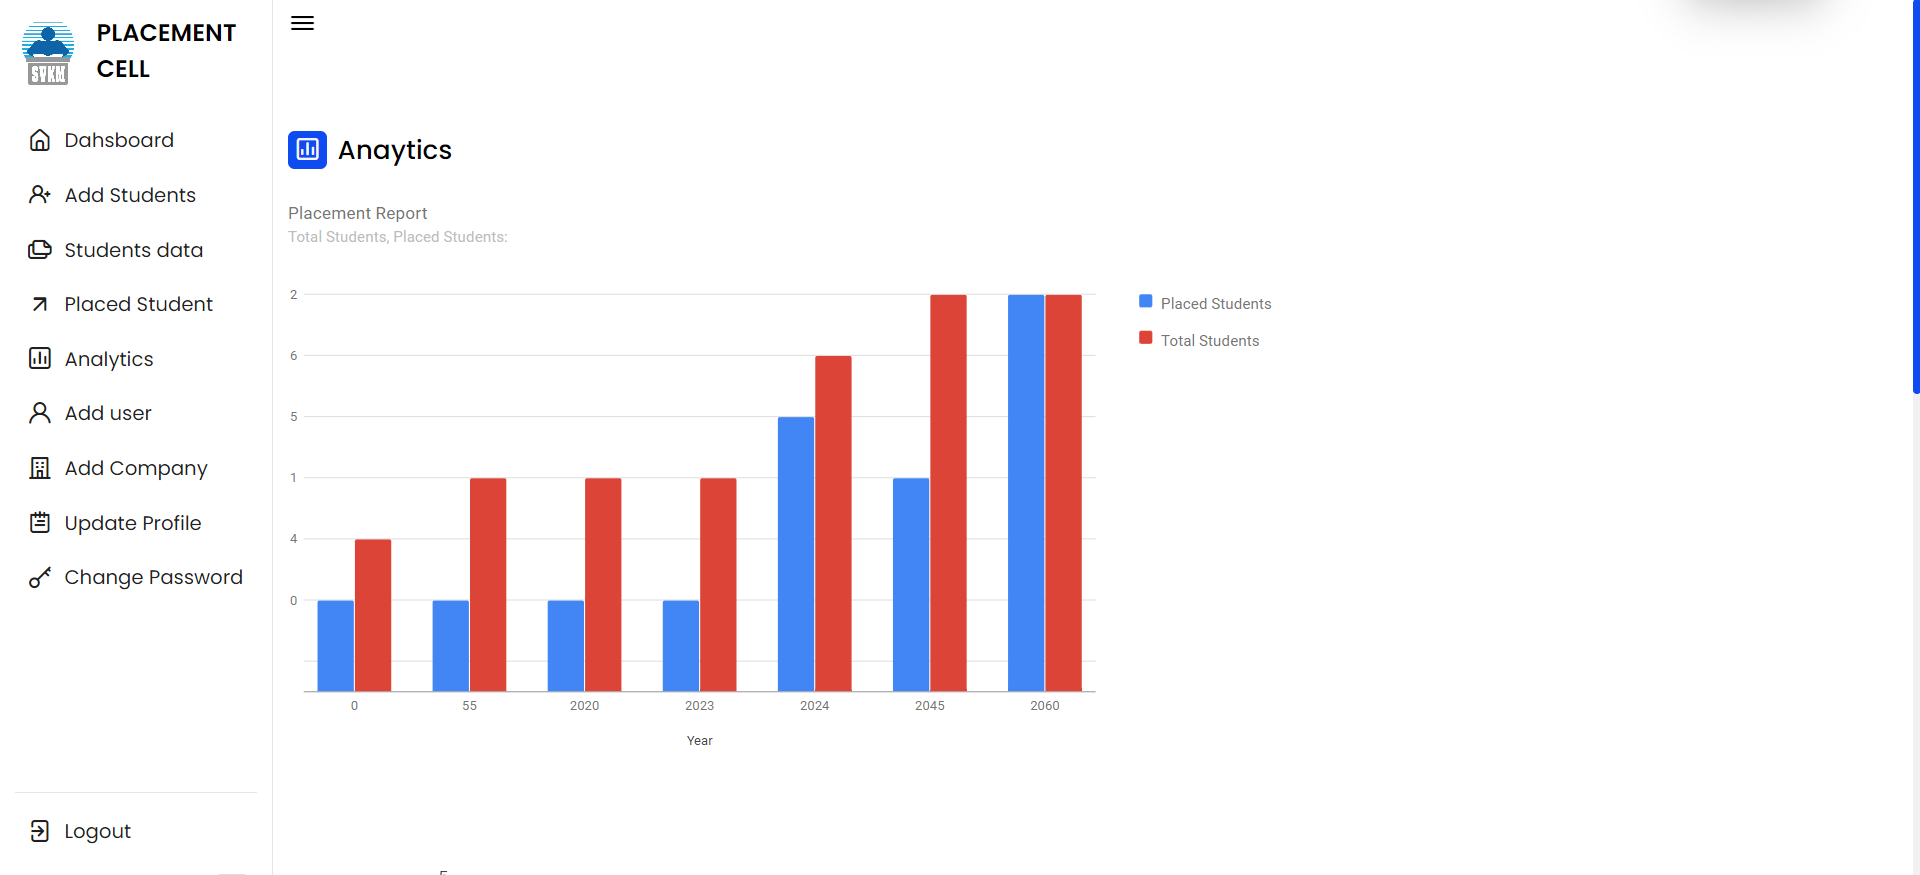 PLACEMENT
CELL
SVKM
Dahsboard
Add Students
Students data
Placed Student
Analytics
Add user
Add Company
Update Profile
Change Password
Logout
Anaytics
Placement Report
Total Students, Placed Students:
2
6
5
1
4
0
0
55
2020
2023
2024
2045
2060
Year
Placed Students
Total Students